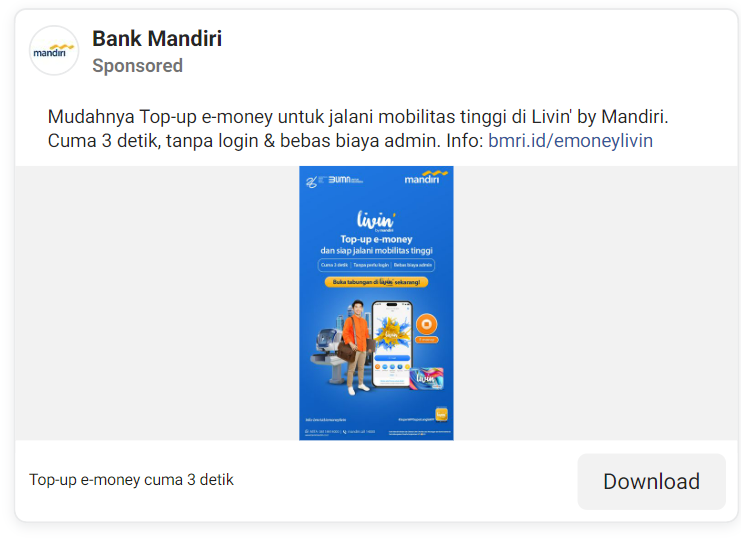 mandiri
Bank Mandiri
Sponsored
Mudahnya Top-up e-money untuk jalani mobilitas tinggi di Livin' by Mandiri.
Cuma 3 detik, tanpa login & bebas biaya admin. Info: bmri.id/emoneylivin
BUMN
mandiri
livin'
by mandiri
Top-up e-money
dan siap jalani mobilitas tinggi
Cuma 3 detik | Tanpa perlu login | Bebas biaya admin
Buka tabungan di livin' sekarang!
livin'
Top-up e-money cuma 3 detik
Download